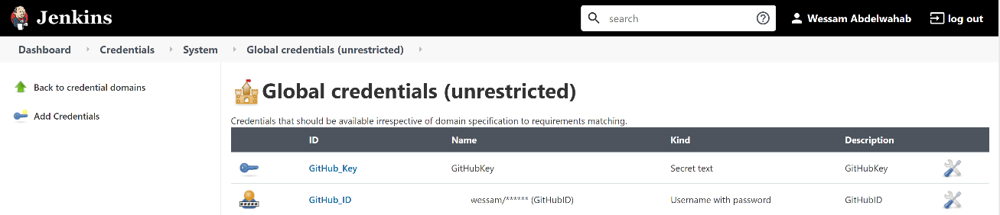 Jenkins
search
Wessam Abdelwahab
log out
Dashboard Credentials System Global credentials (unrestricted)
Back to credential domains
Add Credentials
Global credentials (unrestricted)
Credentials that should be available irrespective of domain specification to requirements matching.
ID Name Kind Description
GitHub_Key GitHubKey Secret text GitHubKey
GitHub_ID wessam/****** (GitHubID) Username with password GitHubID